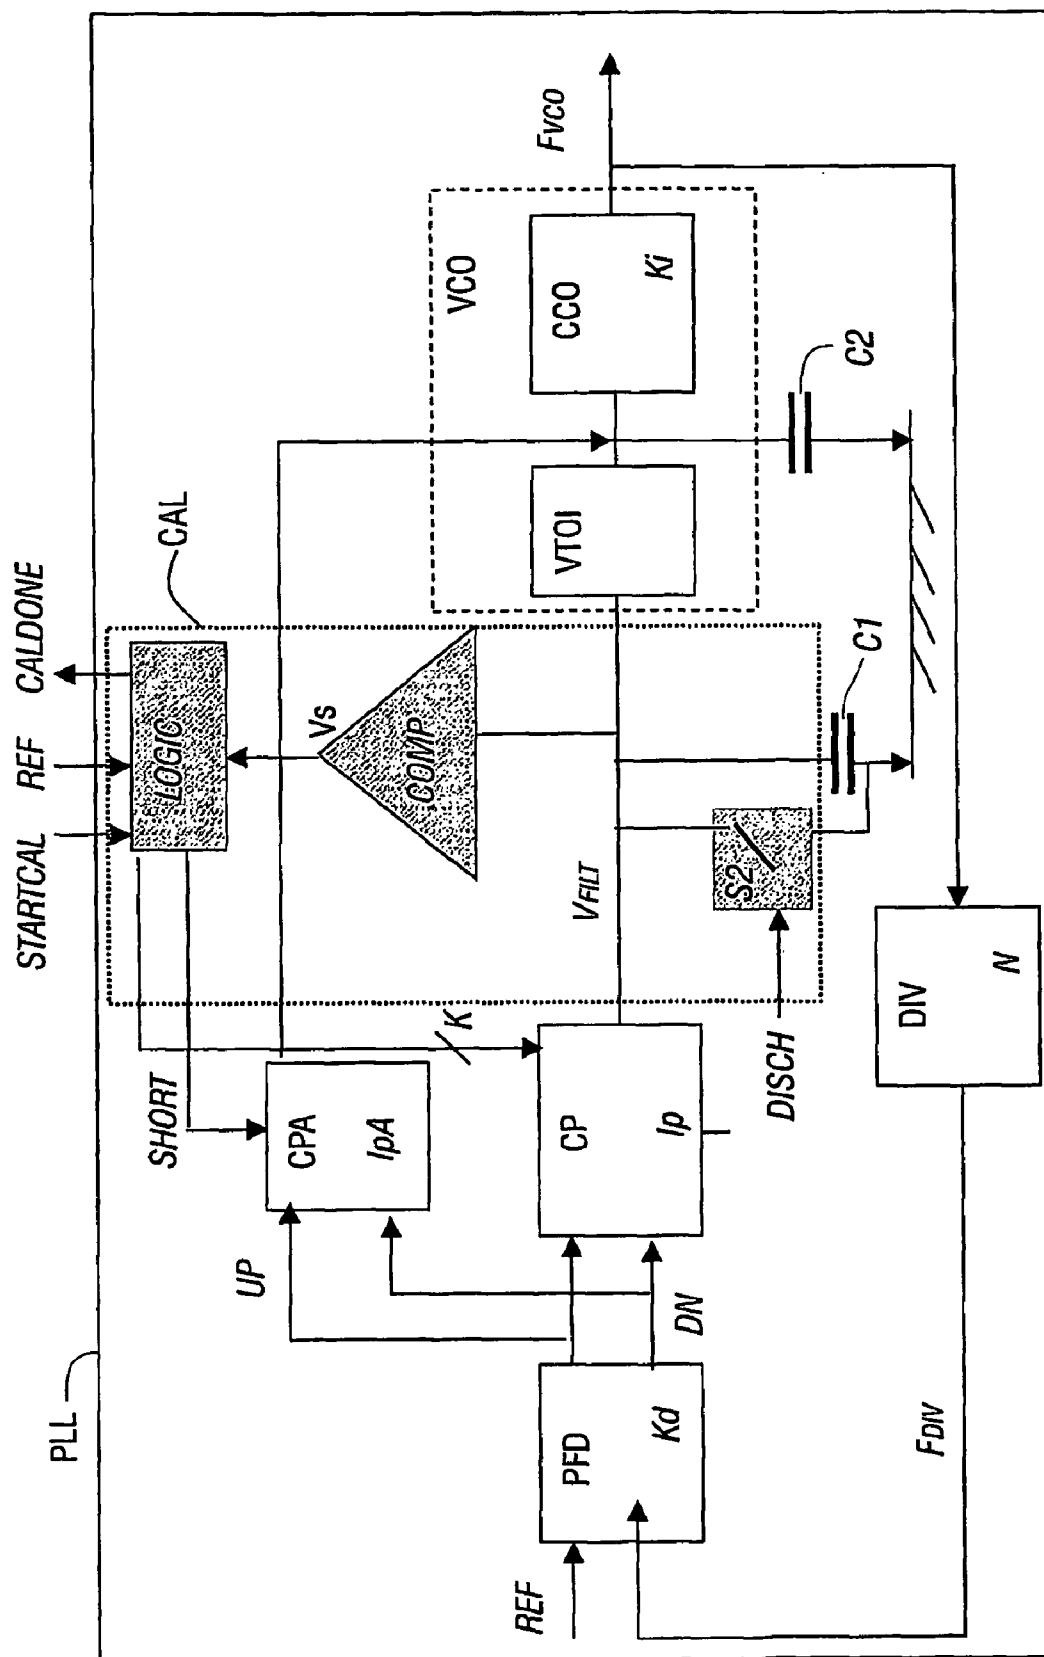 PLL
STARTCAL
REF
CALDONE
CAL
LOGIC
SHORT
Vs
COMP
VCO
CPA
IpA
K
UP
VTOI
CCO
Ki
FVCO
REF
PFD
Kd
DN
CP
Ip
VFILT
S2
DISCH
C1
C2
DIV
N
FDIV